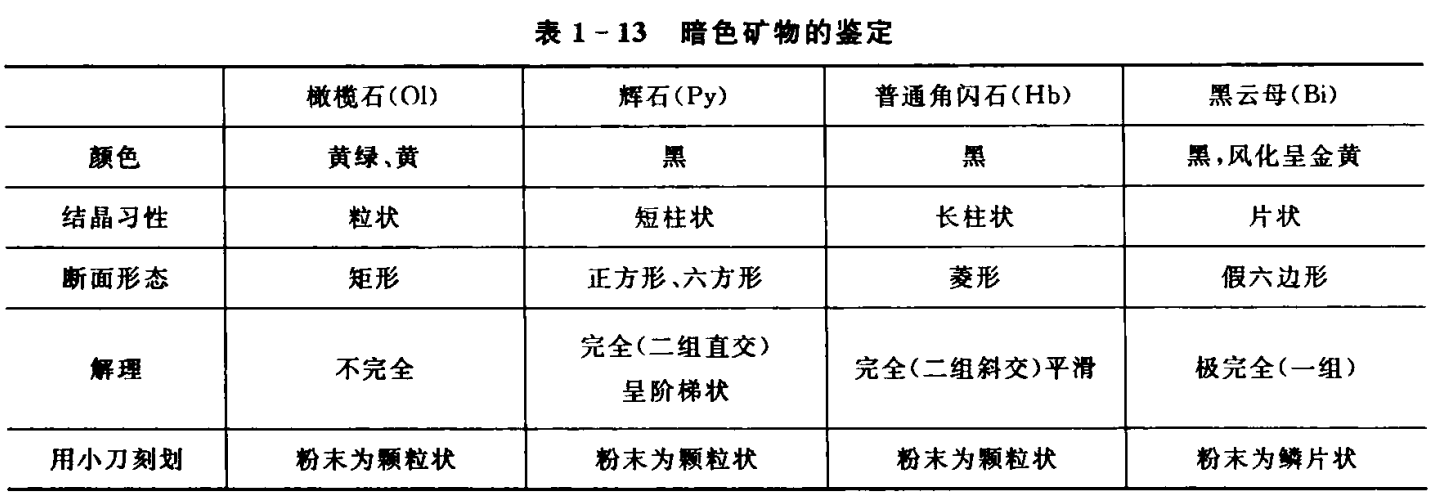 表 1-13 暗色矿物的鉴定
橄榄石(Ol) 辉石(Py) 普通角闪石(Hb) 黑云母(Bi)
颜色 黄绿、黄 黑 黑 黑,风化呈金黄
结晶习性 粒状 短柱状 长柱状 片状
断面形态 矩形 正方形、六方形 菱形 假六边形
解理 不完全 完全(二组直交) 完全(二组斜交)平滑 极完全(一组)
呈阶梯状
用小刀刻划 粉末为颗粒状 粉末为颗粒状 粉末为颗粒状 粉末为鳞片状